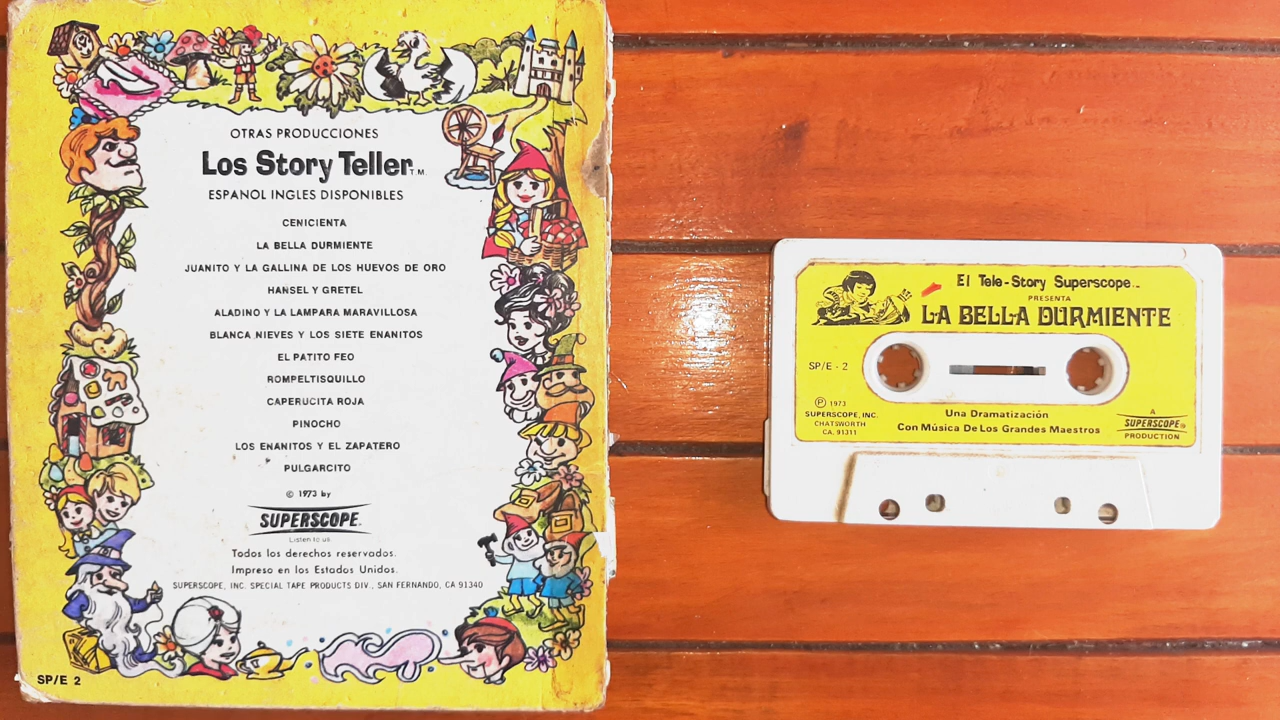 OTRAS PRODUCCIONES
Los Story Teller T.M.
ESPANOL INGLES DISPONIBLES
CENICIENTA
LA BELLA DURMIENTE
JUANITO Y LA GALLINA DE LOS HUEVOS DE ORO
HANSEL Y GRETEL
ALADINO Y LA LAMPARA MARAVILLOSA
BLANCA NIEVES Y LOS SIETE ENANITOS
EL PATITO FEO
ROMPELTISQUILLO
CAPERUCITA ROJA
PINOCHO
LOS ENANITOS Y EL ZAPATERO
PULGARCITO
© 1973 by
SUPERSCOPE®
Listen to us.
Todos los derechos reservados.
Impreso en los Estados Unidos.
SUPERSCOPE, INC. SPECIAL TAPE PRODUCTS DIV., SAN FERNANDO, CA 91340
SP/E 2
El Tele-Story Superscope™
PRESENTA
LA BELLA DURMIENTE
SP/E - 2
℗ 1973
SUPERSCOPE, INC.
CHATSWORTH
CA. 91311
Una Dramatización
Con Música De Los Grandes Maestros
A
SUPERSCOPE®
PRODUCTION